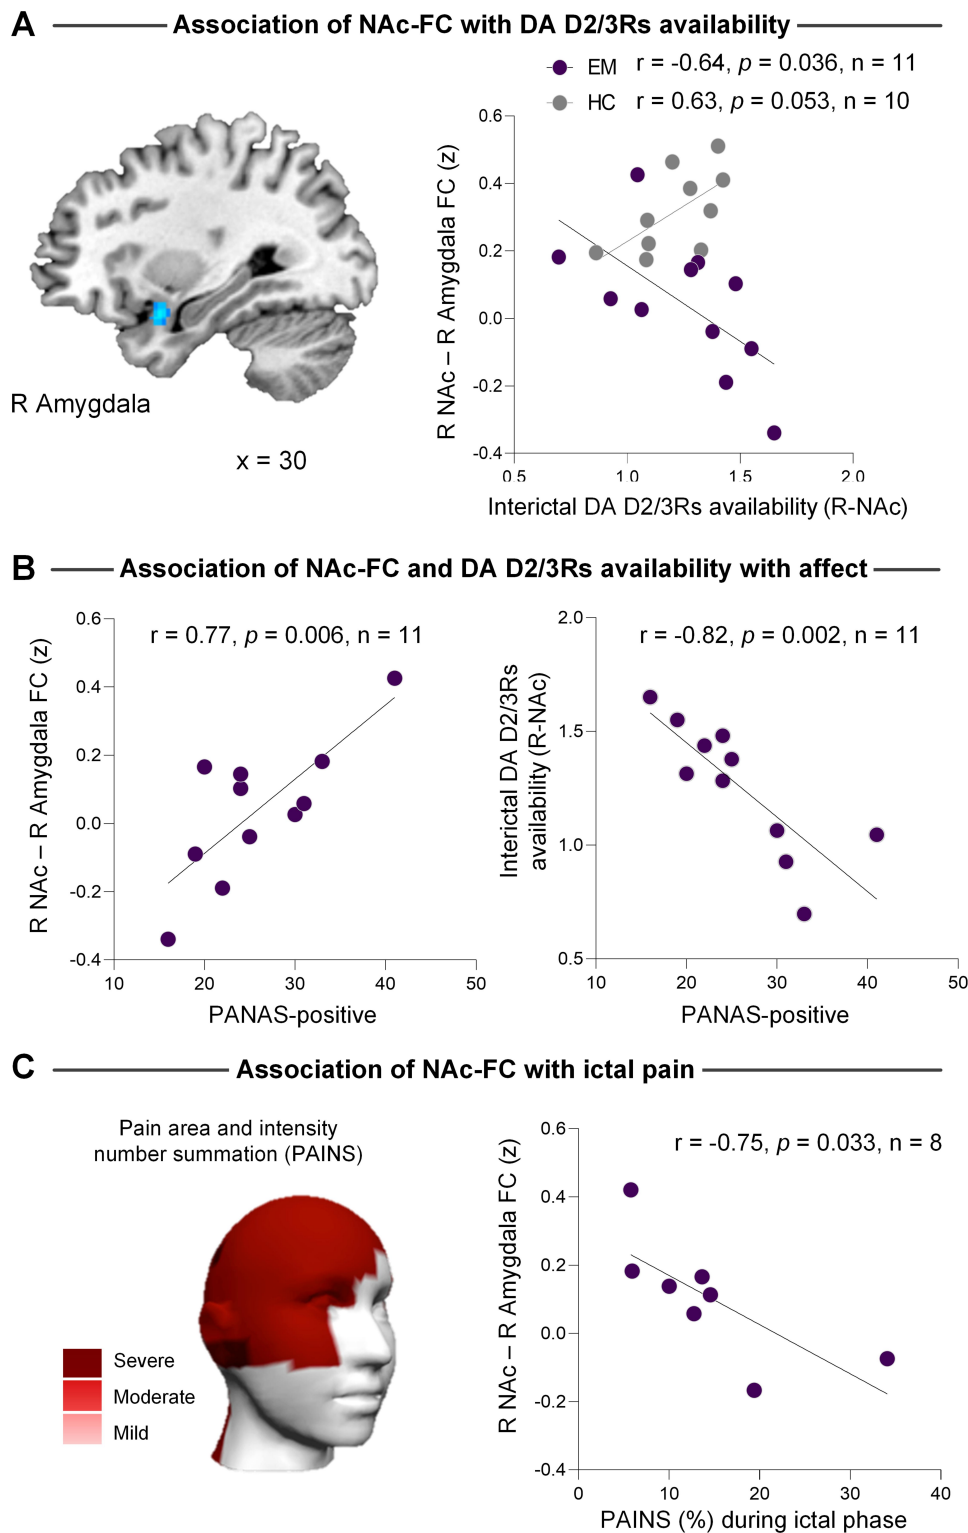 A Association of NAc-FC with DA D2/3Rs availability
EM r = -0.64, p = 0.036, n = 11
HC r = 0.63, p = 0.053, n = 10
R Amygdala
x = 30
R NAc – R Amygdala FC (z)
0.6
0.4
0.2
0.0
-0.2
-0.4
0.5 1.0 1.5 2.0
Interictal DA D2/3Rs availability (R-NAc)
B Association of NAc-FC and DA D2/3Rs availability with affect
r = 0.77, p = 0.006, n = 11
R NAc – R Amygdala FC (z)
0.6
0.4
0.2
0.0
-0.2
-0.4
10 20 30 40 50
PANAS-positive
r = -0.82, p = 0.002, n = 11
Interictal DA D2/3Rs
availability (R-NAc)
2.0
1.5
1.0
0.5
10 20 30 40 50
PANAS-positive
C Association of NAc-FC with ictal pain
Pain area and intensity
number summation (PAINS)
Severe
Moderate
Mild
r = -0.75, p = 0.033, n = 8
R NAc – R Amygdala FC (z)
0.6
0.4
0.2
0.0
-0.2
-0.4
0 10 20 30 40
PAINS (%) during ictal phase